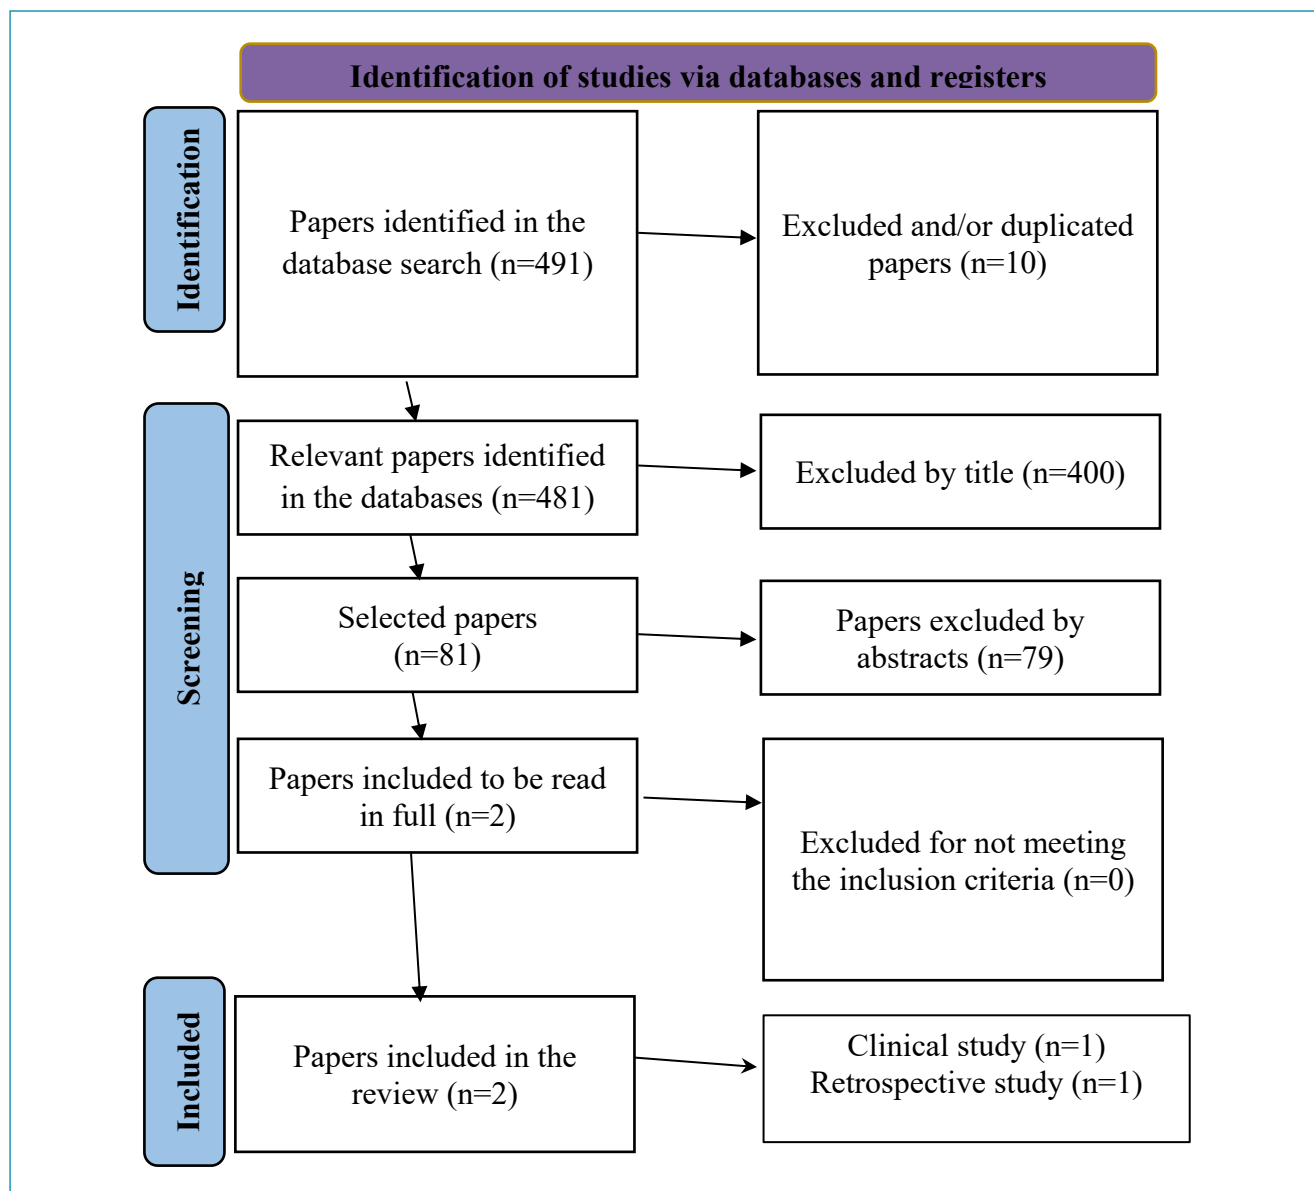 Identification of studies via databases and registers
Identification
Papers identified in the
database search (n=491)
Excluded and/or duplicated
papers (n=10)
Screening
Relevant papers identified
in the databases (n=481)
Excluded by title (n=400)
Selected papers
(n=81)
Papers excluded by
abstracts (n=79)
Papers included to be read
in full (n=2)
Excluded for not meeting
the inclusion criteria (n=0)
Included
Papers included in the
review (n=2)
Clinical study (n=1)
Retrospective study (n=1)